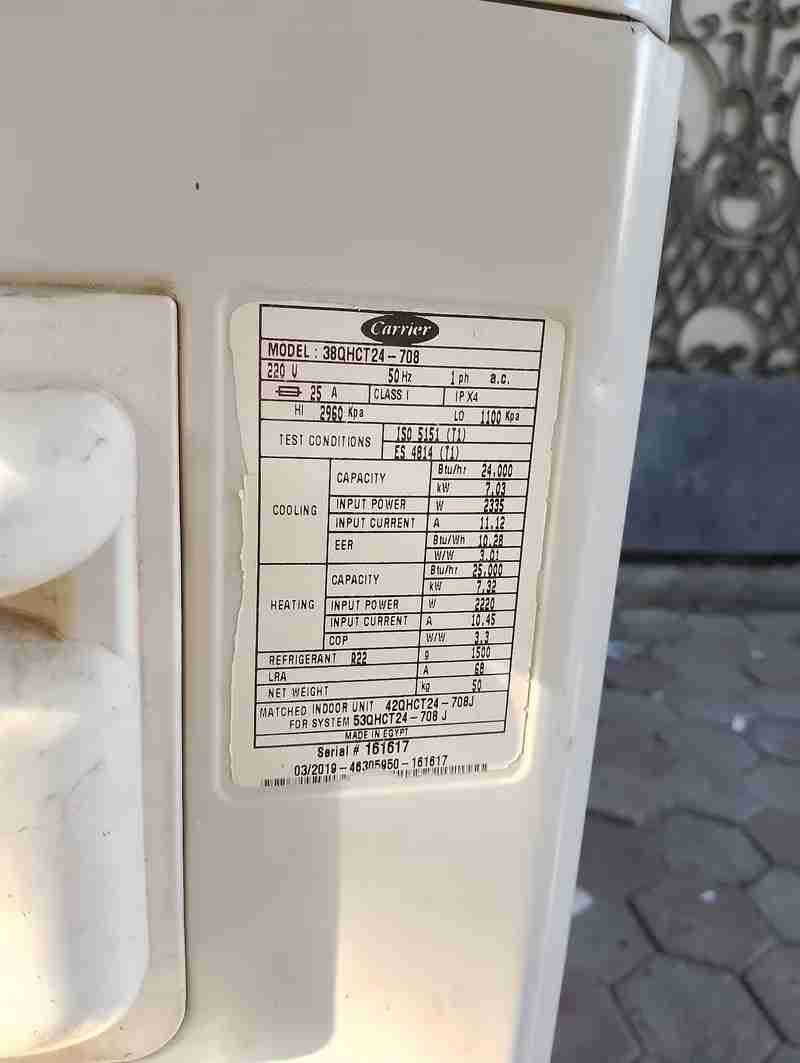 Carrier
MODEL : 38QHCT24-708
220 V 50 Hz 1 ph a.c.
25 A CLASS I IP X4
HI 2960 Kpa LO 1100 Kpa
TEST CONDITIONS ISO 5151 (T1)
ES 4814 (T1)
COOLING CAPACITY Btu/hr 24,000
kW 7.03
INPUT POWER W 2335
INPUT CURRENT A 11.12
EER Btu/Wh 10.28
W/W 3.01
HEATING CAPACITY Btu/hr 25,000
kW 7.32
INPUT POWER W 2220
INPUT CURRENT A 10.45
COP W/W 3.3
REFRIGERANT R22 g 1500
LRA A 68
NET WEIGHT kg 50
MATCHED INDOOR UNIT 42QHCT24-708J
FOR SYSTEM 53QHCT24-708 J
MADE IN EGYPT
Serial # 161617
03/2019-46305950-161617